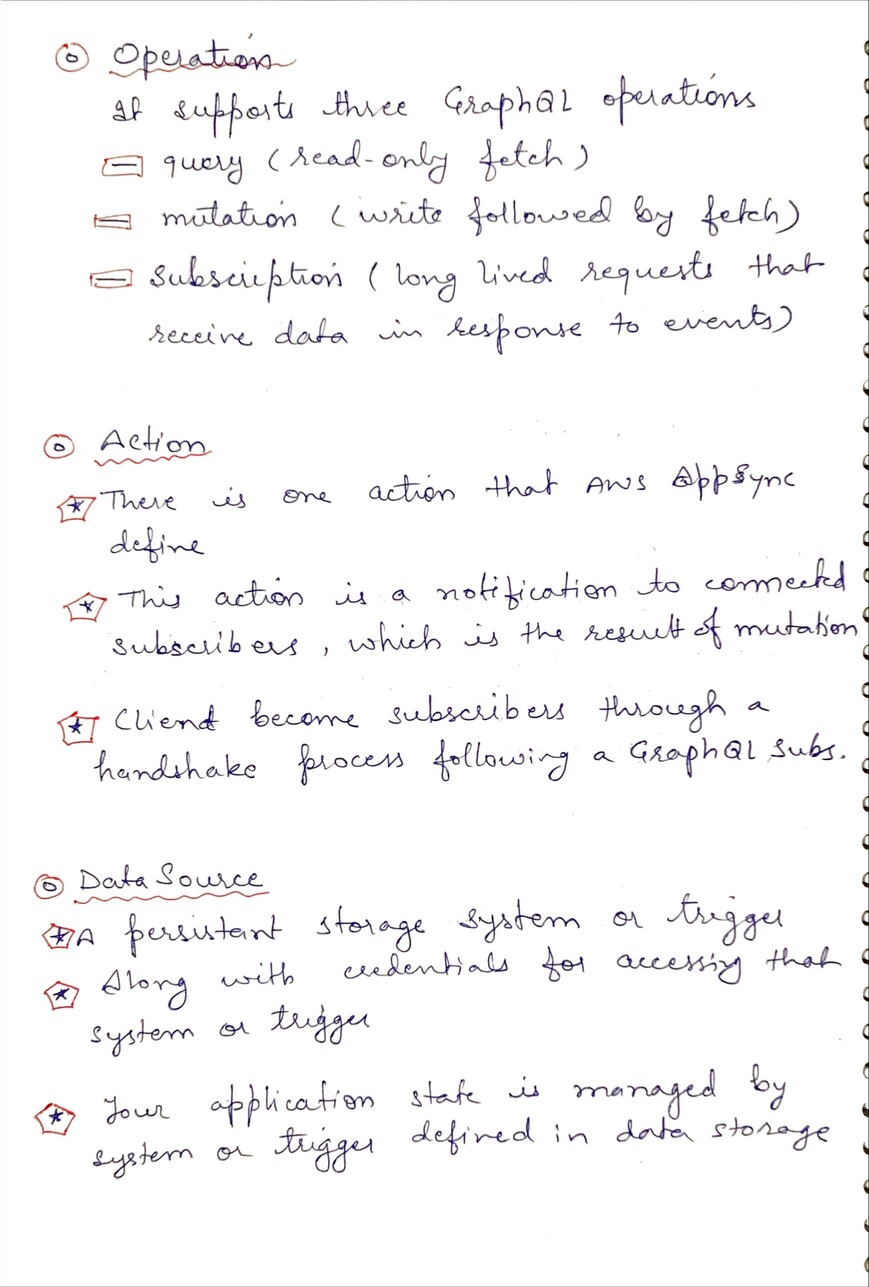 Operation
It supports three GraphQL operations
query (read-only fetch)
mutation (write followed by fetch)
subscription (long lived requests that
receive data in response to events)
Action
There is one action that AWS AppSync
define
This action is a notification to connected
subscribers, which is the result of mutation
Client become subscribers through a
handshake process following a GraphQL subs.
Data Source
A persistant storage system or trigger
Along with credentials for accessing that
system or trigger
Your application state is managed by
system or trigger defined in data storage